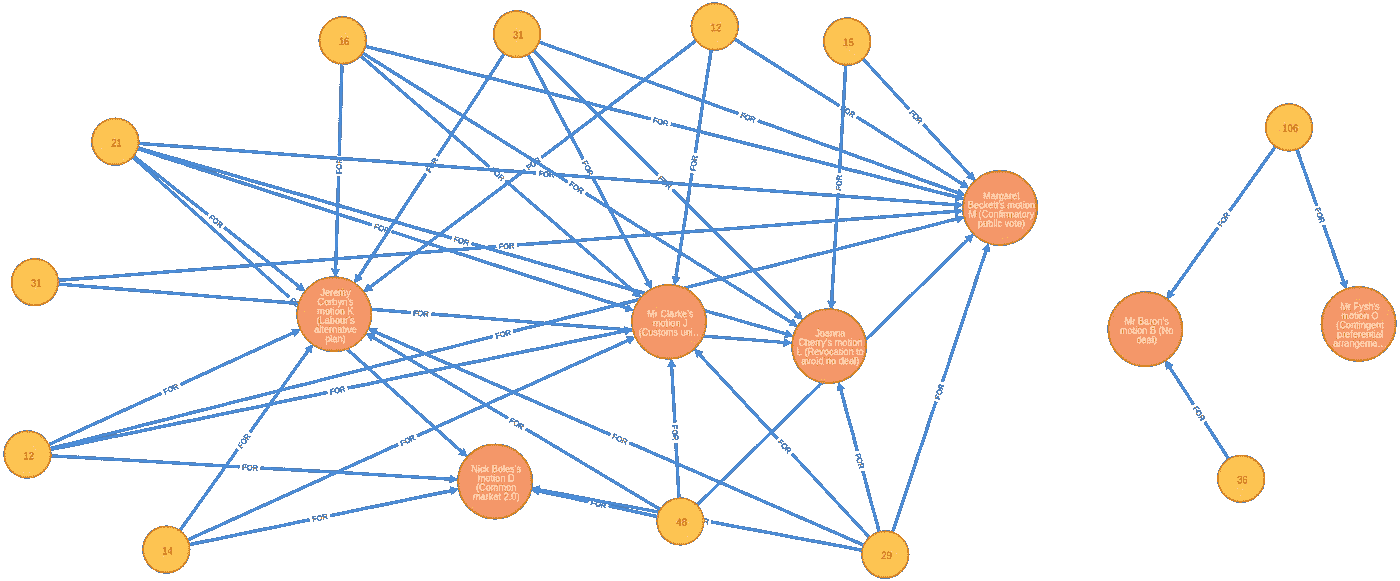 16
31
12
15
106
21
FOR
FOR
FOR
FOR
FOR
FOR
FOR
FOR
FOR
FOR
FOR
FOR
FOR
FOR
Margaret
Beckett's motion
M (Confirmatory
public vote)
FOR
FOR
FOR
FOR
FOR
FOR
31
Jeremy
Corbyn's
motion K
(Labour's
alternative
plan)
FOR
Mr Clarke's
motion J
(Customs uni...
FOR
Joanna
Cherry's motion
L (Revocation to
avoid no deal)
Mr Baron's
motion B (No
deal)
Mr Fysh's
motion O
(Contingent
preferential
arrangeme...
FOR
FOR
FOR
FOR
FOR
FOR
FOR
FOR
FOR
FOR
FOR
12
FOR
Nick Boles's
motion D
(Common
market 2.0)
36
FOR
FOR
48
14
29